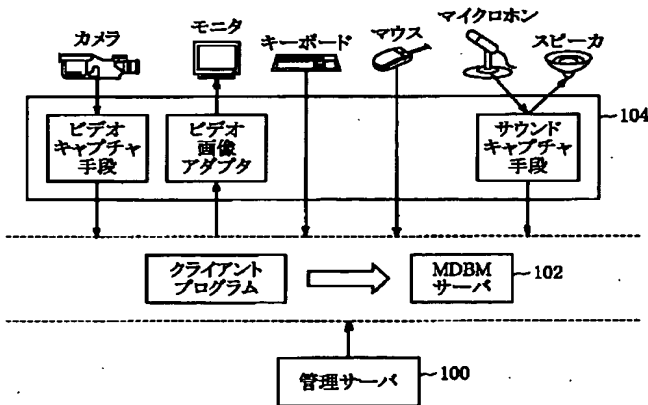 カメラ
モニタ
キーボード
マウス
マイクロホン
スピーカ
ビデオ
キャプチャ
手段
ビデオ
画像
アダプタ
サウンド
キャプチャ
手段
104
クライアント
プログラム
MDBM
サーバ
102
管理サーバ
100